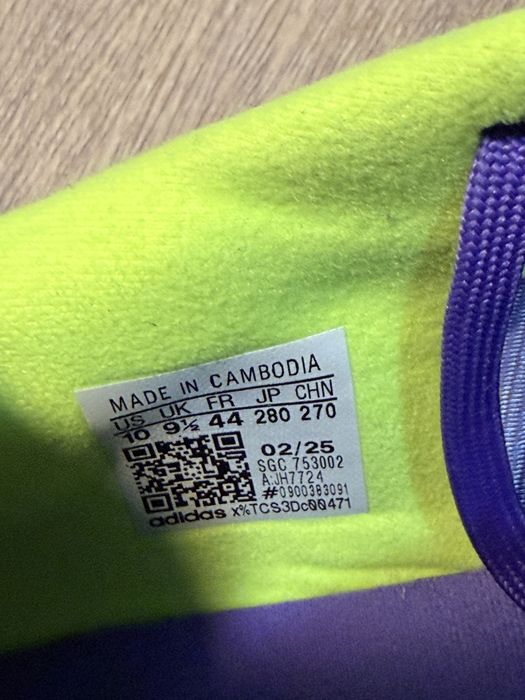 MADE IN CAMBODIA
US UK FR JP CHN
10 9½ 44 280 270
02/25
SGC 753002
A:JH7724
#0900383091
adidas x%TCS3Dc00471